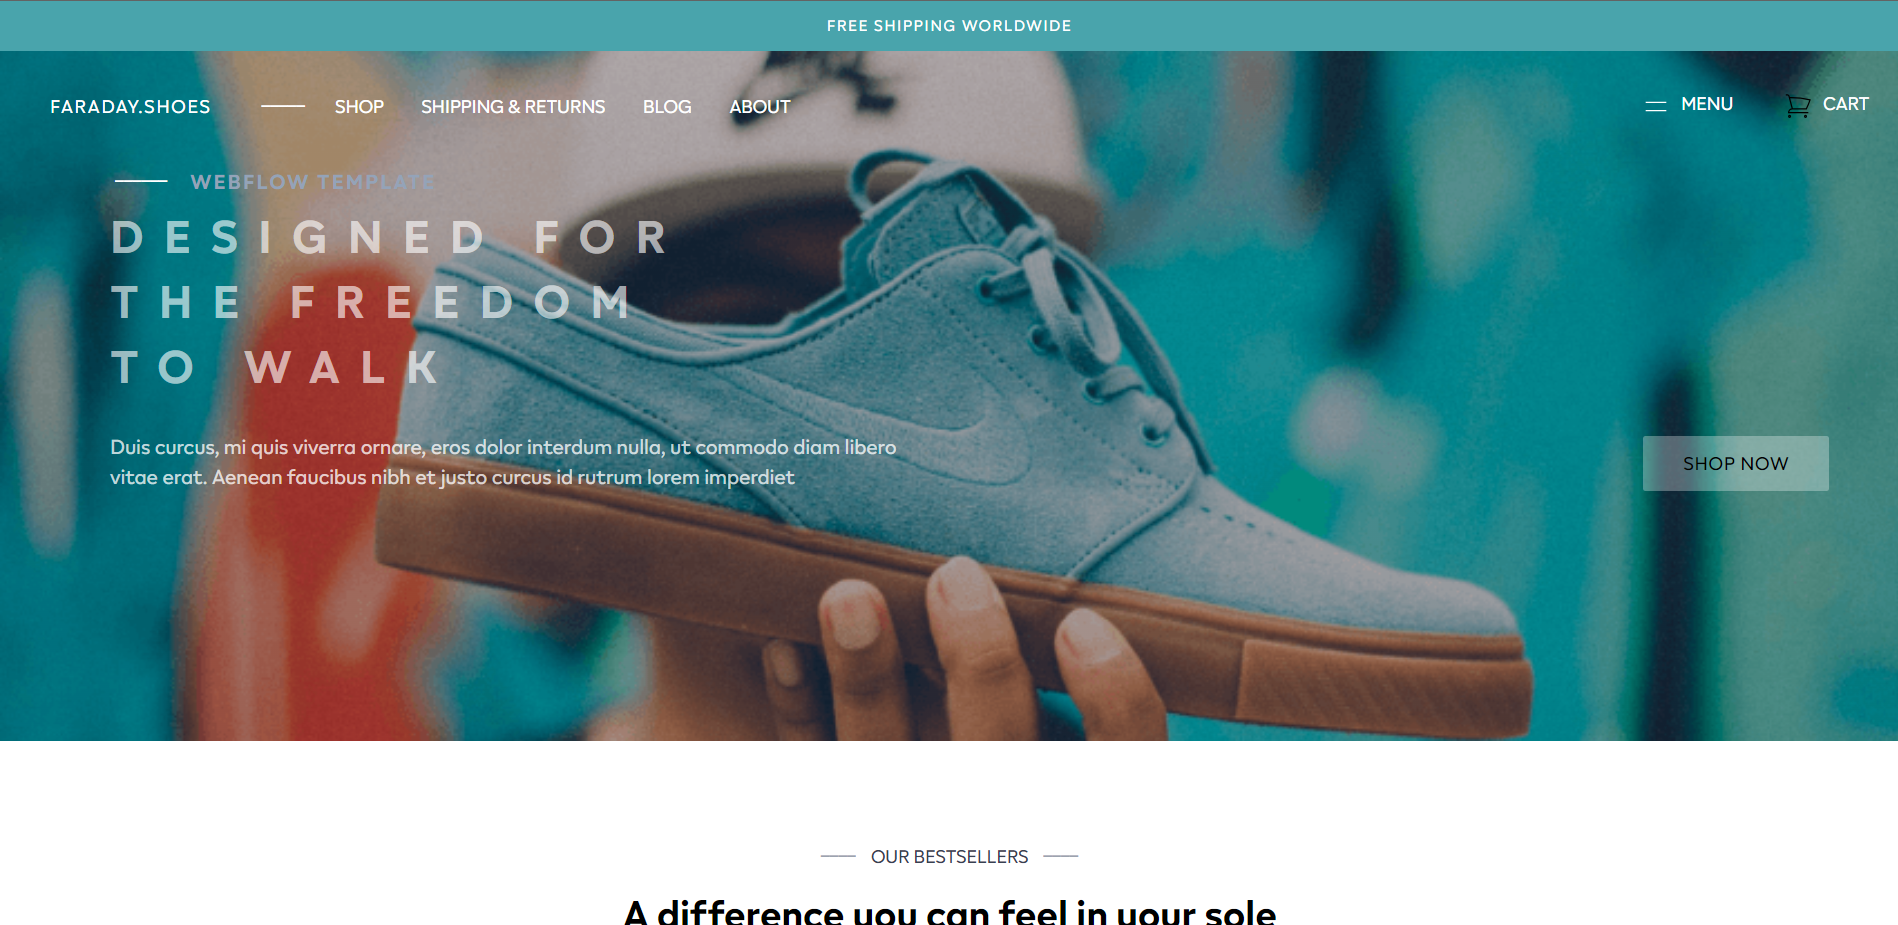 FREE SHIPPING WORLDWIDE
FARADAY.SHOES SHOP SHIPPING & RETURNS BLOG ABOUT MENU CART
WEBFLOW TEMPLATE
DESIGNED FOR
THE FREEDOM
TO WALK
Duis curcus, mi quis viverra ornare, eros dolor interdum nulla, ut commodo diam libero
vitae erat. Aenean faucibus nibh et justo curcus id rutrum lorem imperdiet
SHOP NOW
OUR BESTSELLERS
A difference you can feel in your sole